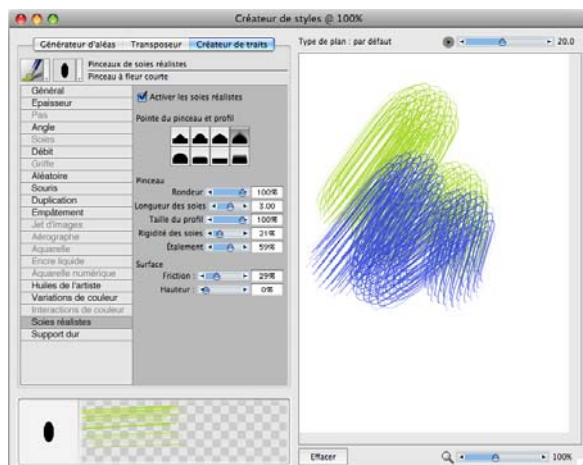 Créateur de styles @ 100%
Générateur d'aléas Transposeur Créateur de traits
Type de plan : par défaut 20.0
Pinceaux de soies réalistes
Pinceau à fleur courte
Général
Epaisseur
Pas
Angle
Soies
Débit
Griffe
Aléatoire
Souris
Duplication
Empâtement
Jet d'images
Aérographe
Aquarelle
Encre liquide
Aquarelle numérique
Huiles de l'artiste
Variations de couleur
Interactions de couleur
Soies réalistes
Support dur
Activer les soies réalistes
Pointe du pinceau et profil
Pinceau
Rondeur 100%
Longueur des soies 3.00
Taille du profil 100%
Rigidité des soies 31%
Étalement 59%
Surface
Friction : 29%
Hauteur : 0%
Effacer 100%